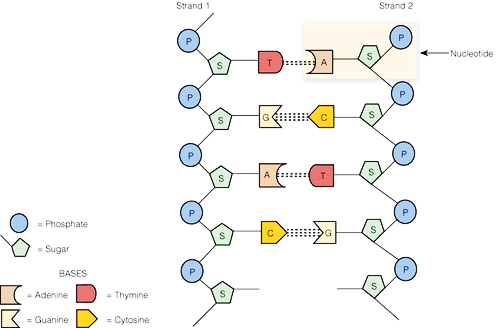 Strand 1 Strand 2
P P
S T A S
Nucleotide
P P
S G C S
P P
S A T S
P P
S C G S
P = Phosphate
S = Sugar
P P
BASES
S S
= Adenine = Thymine
= Guanine = Cytosine